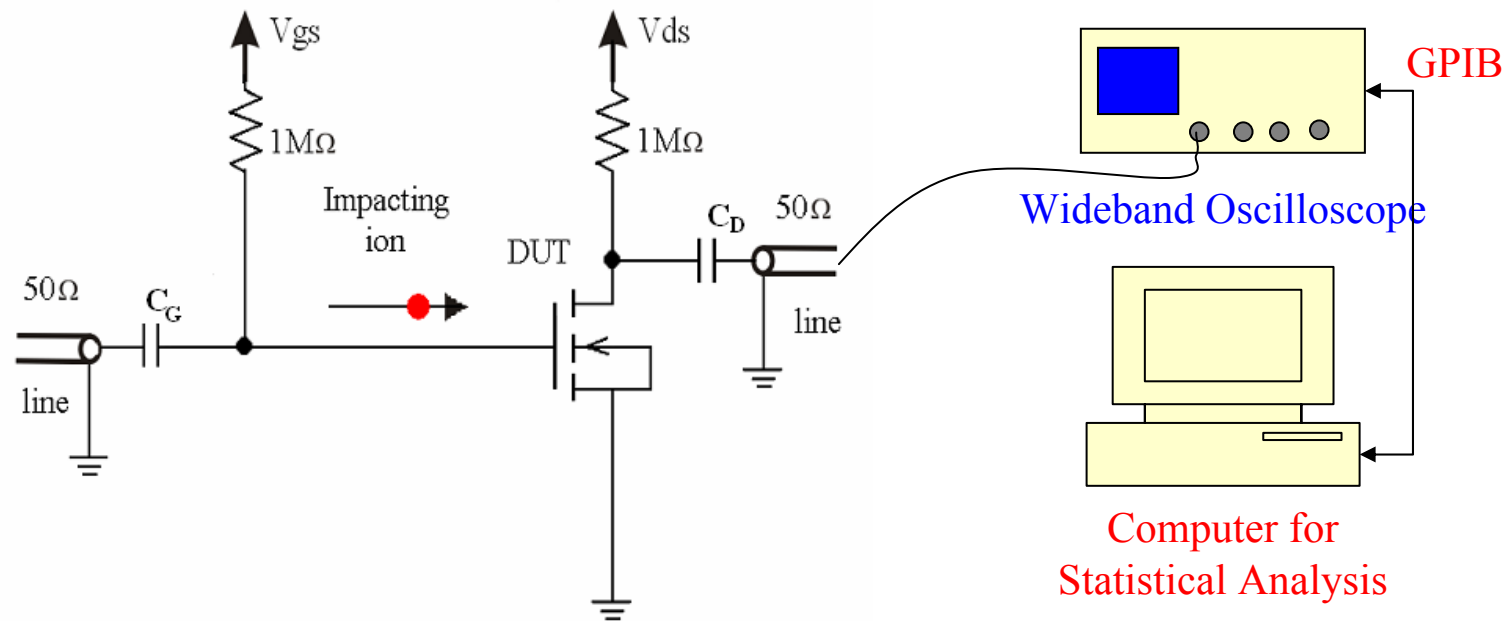 Vgs
Vds
GPIB
1MΩ
1MΩ
Impacting
ion
C_D
50Ω
Wideband Oscilloscope
DUT
50Ω
C_G
line
line
Computer for
Statistical Analysis